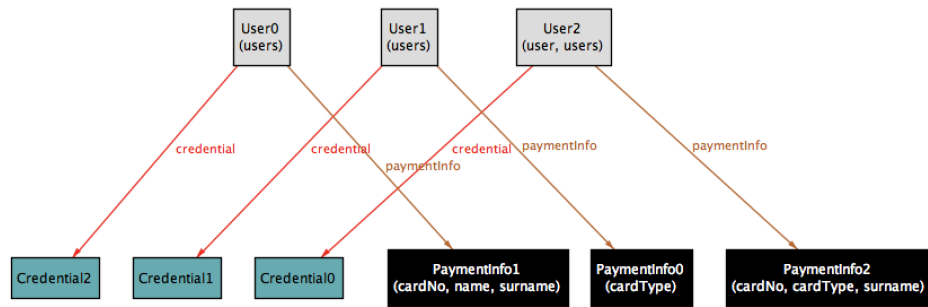 User0
(users)
User1
(users)
User2
(user, users)
credential
credential
credential
paymentInfo
paymentInfo
paymentInfo
Credential2
Credential1
Credential0
PaymentInfo1
(cardNo, name, surname)
PaymentInfo0
(cardType)
PaymentInfo2
(cardNo, cardType, surname)